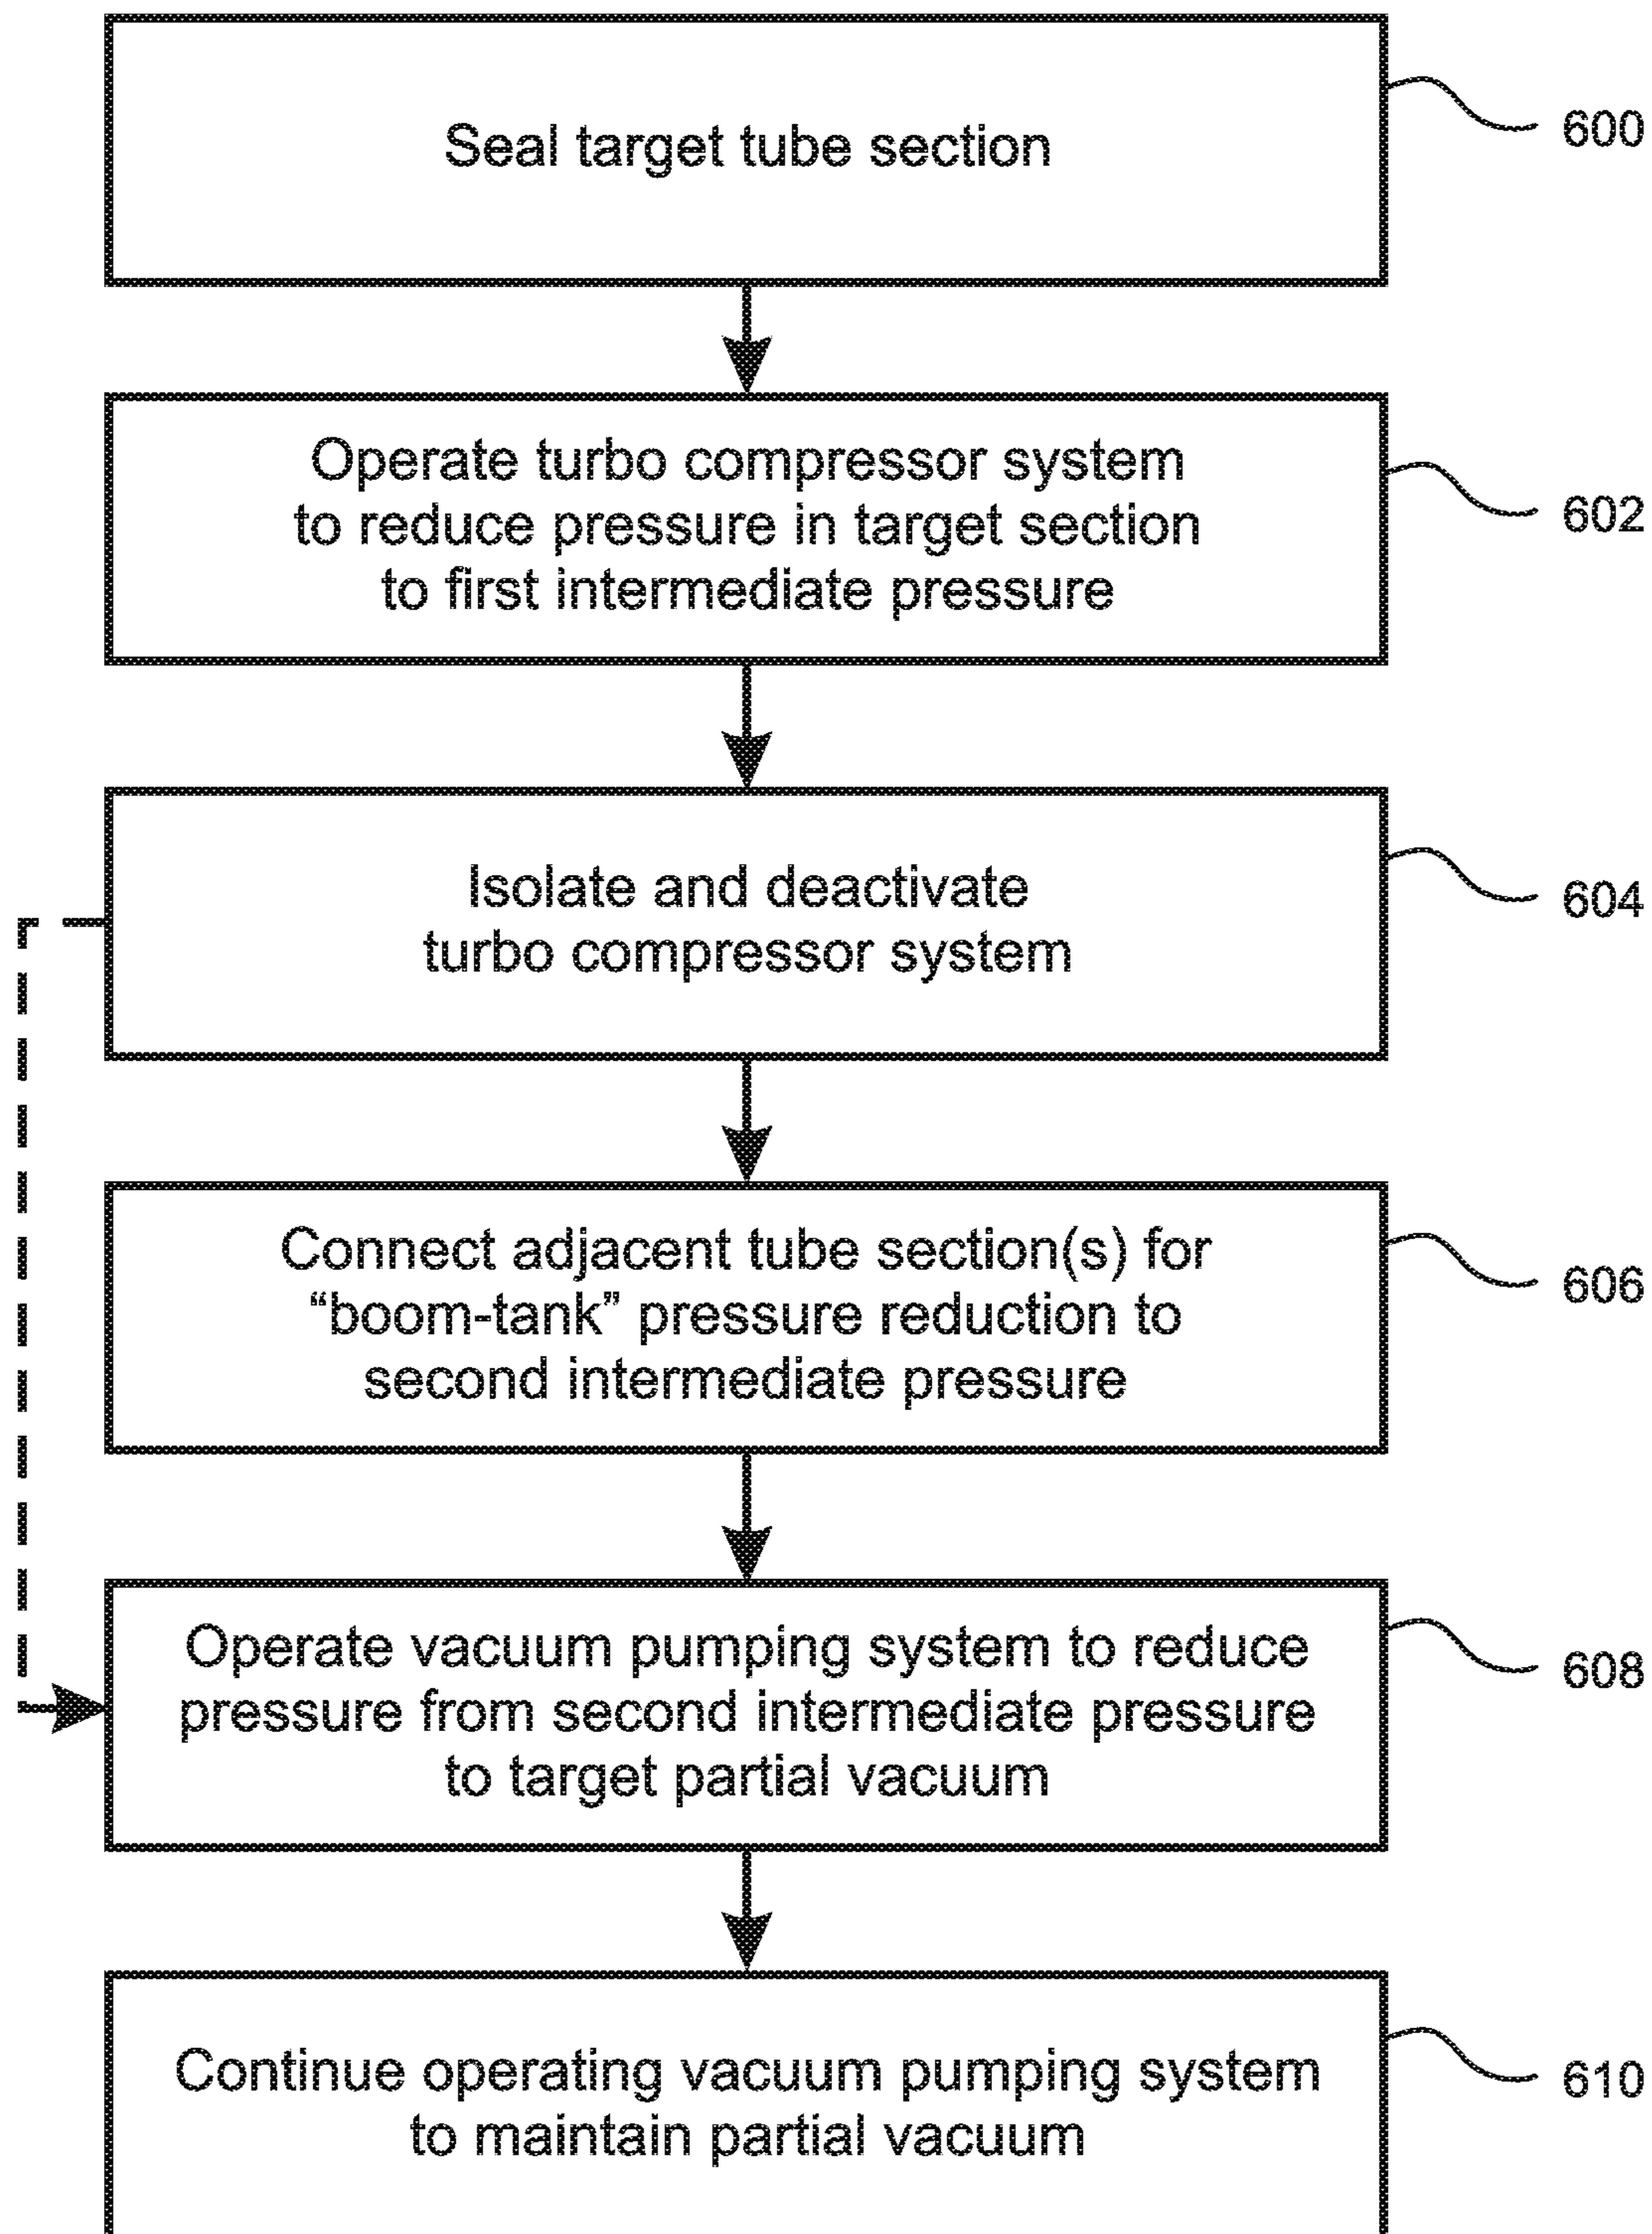 Seal target tube section
600
Operate turbo compressor system
to reduce pressure in target section
to first intermediate pressure
602
Isolate and deactivate
turbo compressor system
604
Connect adjacent tube section(s) for
“boom-tank” pressure reduction to
second intermediate pressure
606
Operate vacuum pumping system to reduce
pressure from second intermediate pressure
to target partial vacuum
608
Continue operating vacuum pumping system
to maintain partial vacuum
610